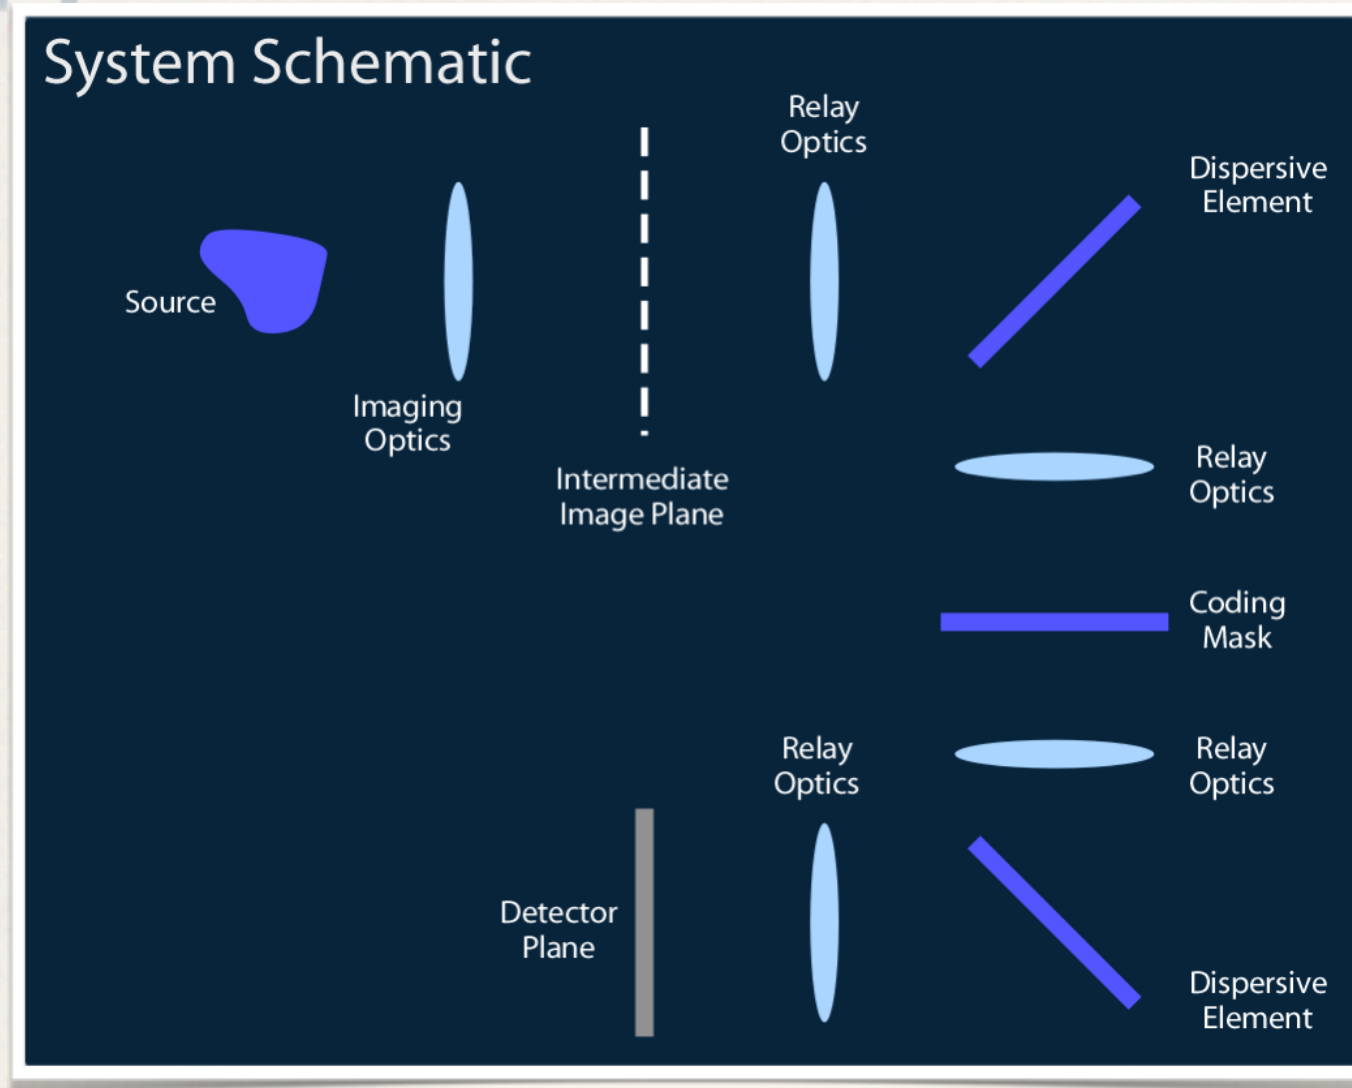 System Schematic
Relay
Optics
Dispersive
Element
Source
Imaging
Optics
Intermediate
Image Plane
Relay
Optics
Coding
Mask
Relay
Optics
Relay
Optics
Detector
Plane
Dispersive
Element